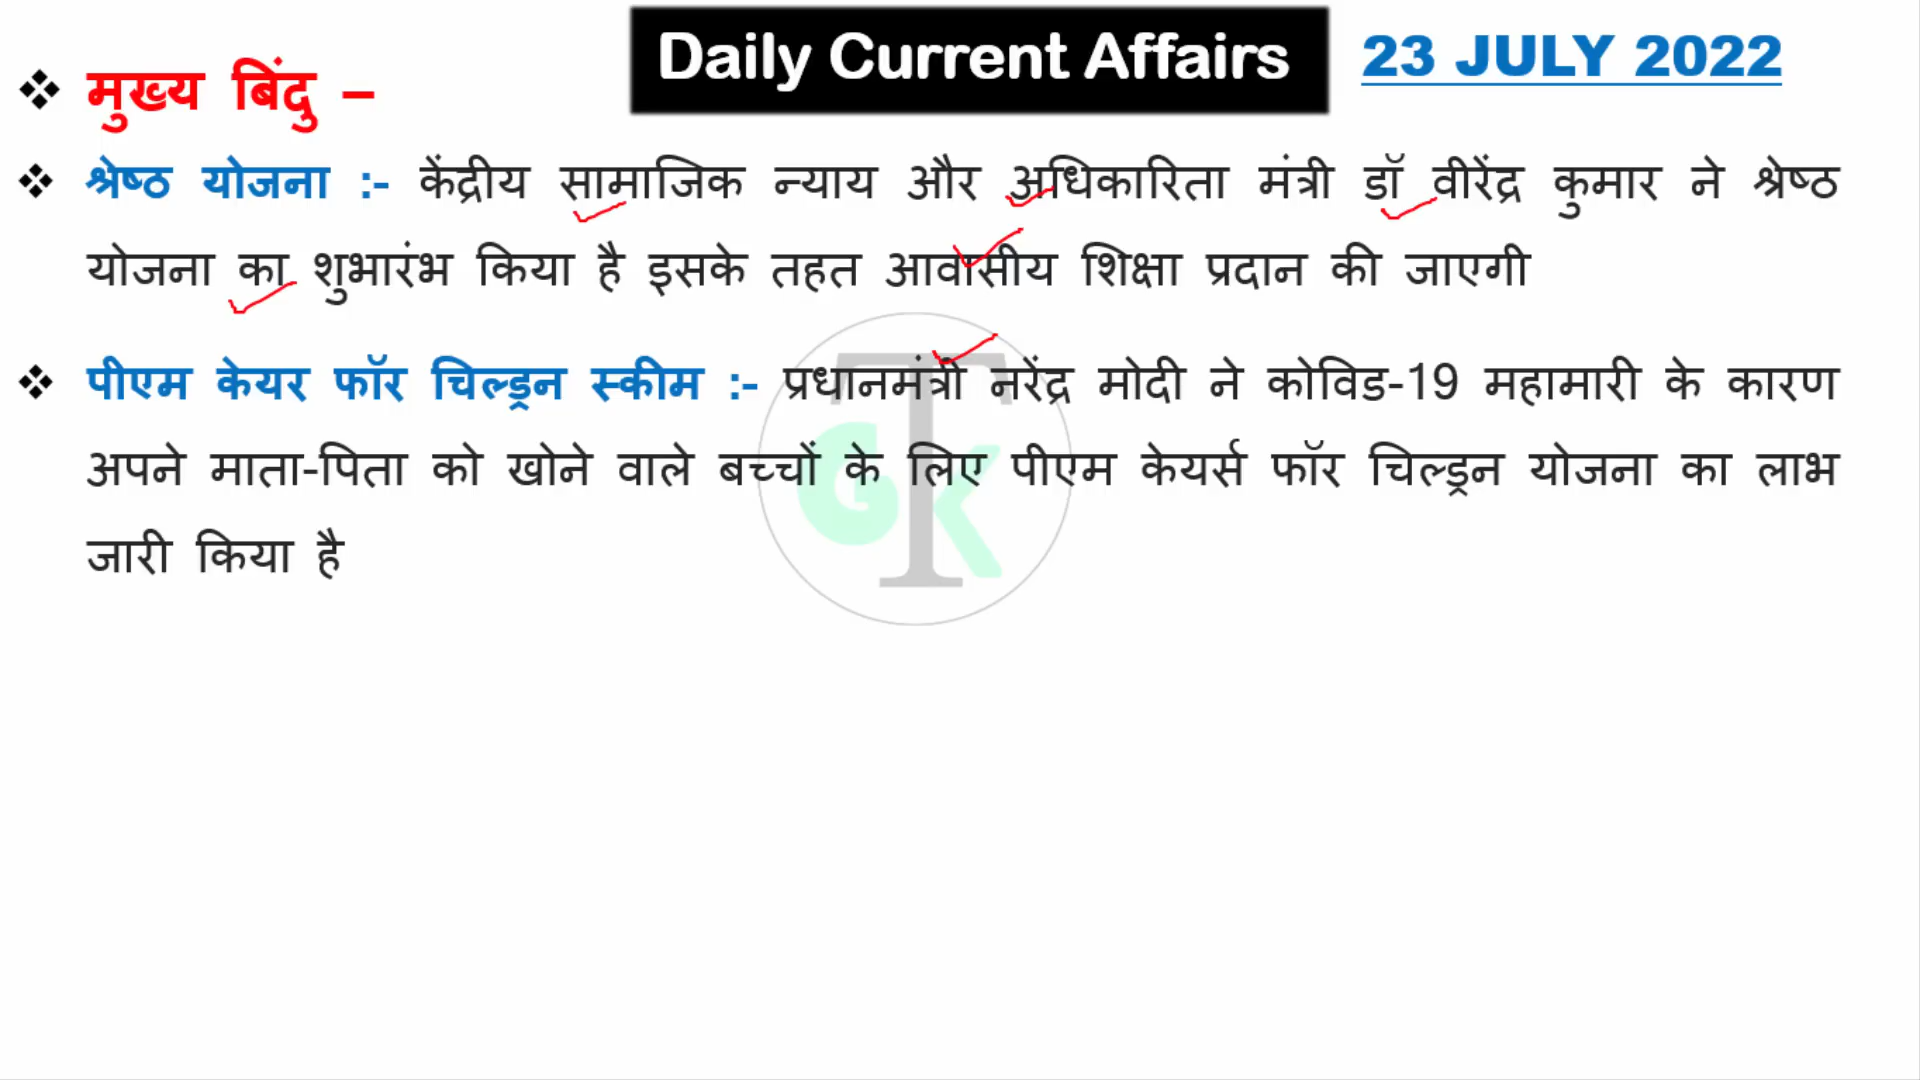 Daily Current Affairs 23 JULY 2022
❖ मुख्य बिंदु –
❖ श्रेष्ठ योजना :- केंद्रीय सामाजिक न्याय और अधिकारिता मंत्री डॉ वीरेंद्र कुमार ने श्रेष्ठ
योजना का शुभारंभ किया है इसके तहत आवासीय शिक्षा प्रदान की जाएगी
❖ पीएम केयर फॉर चिल्ड्रन स्कीम :- प्रधानमंत्री नरेंद्र मोदी ने कोविड-19 महामारी के कारण
अपने माता-पिता को खोने वाले बच्चों के लिए पीएम केयर्स फॉर चिल्ड्रन योजना का लाभ
जारी किया है
GTK